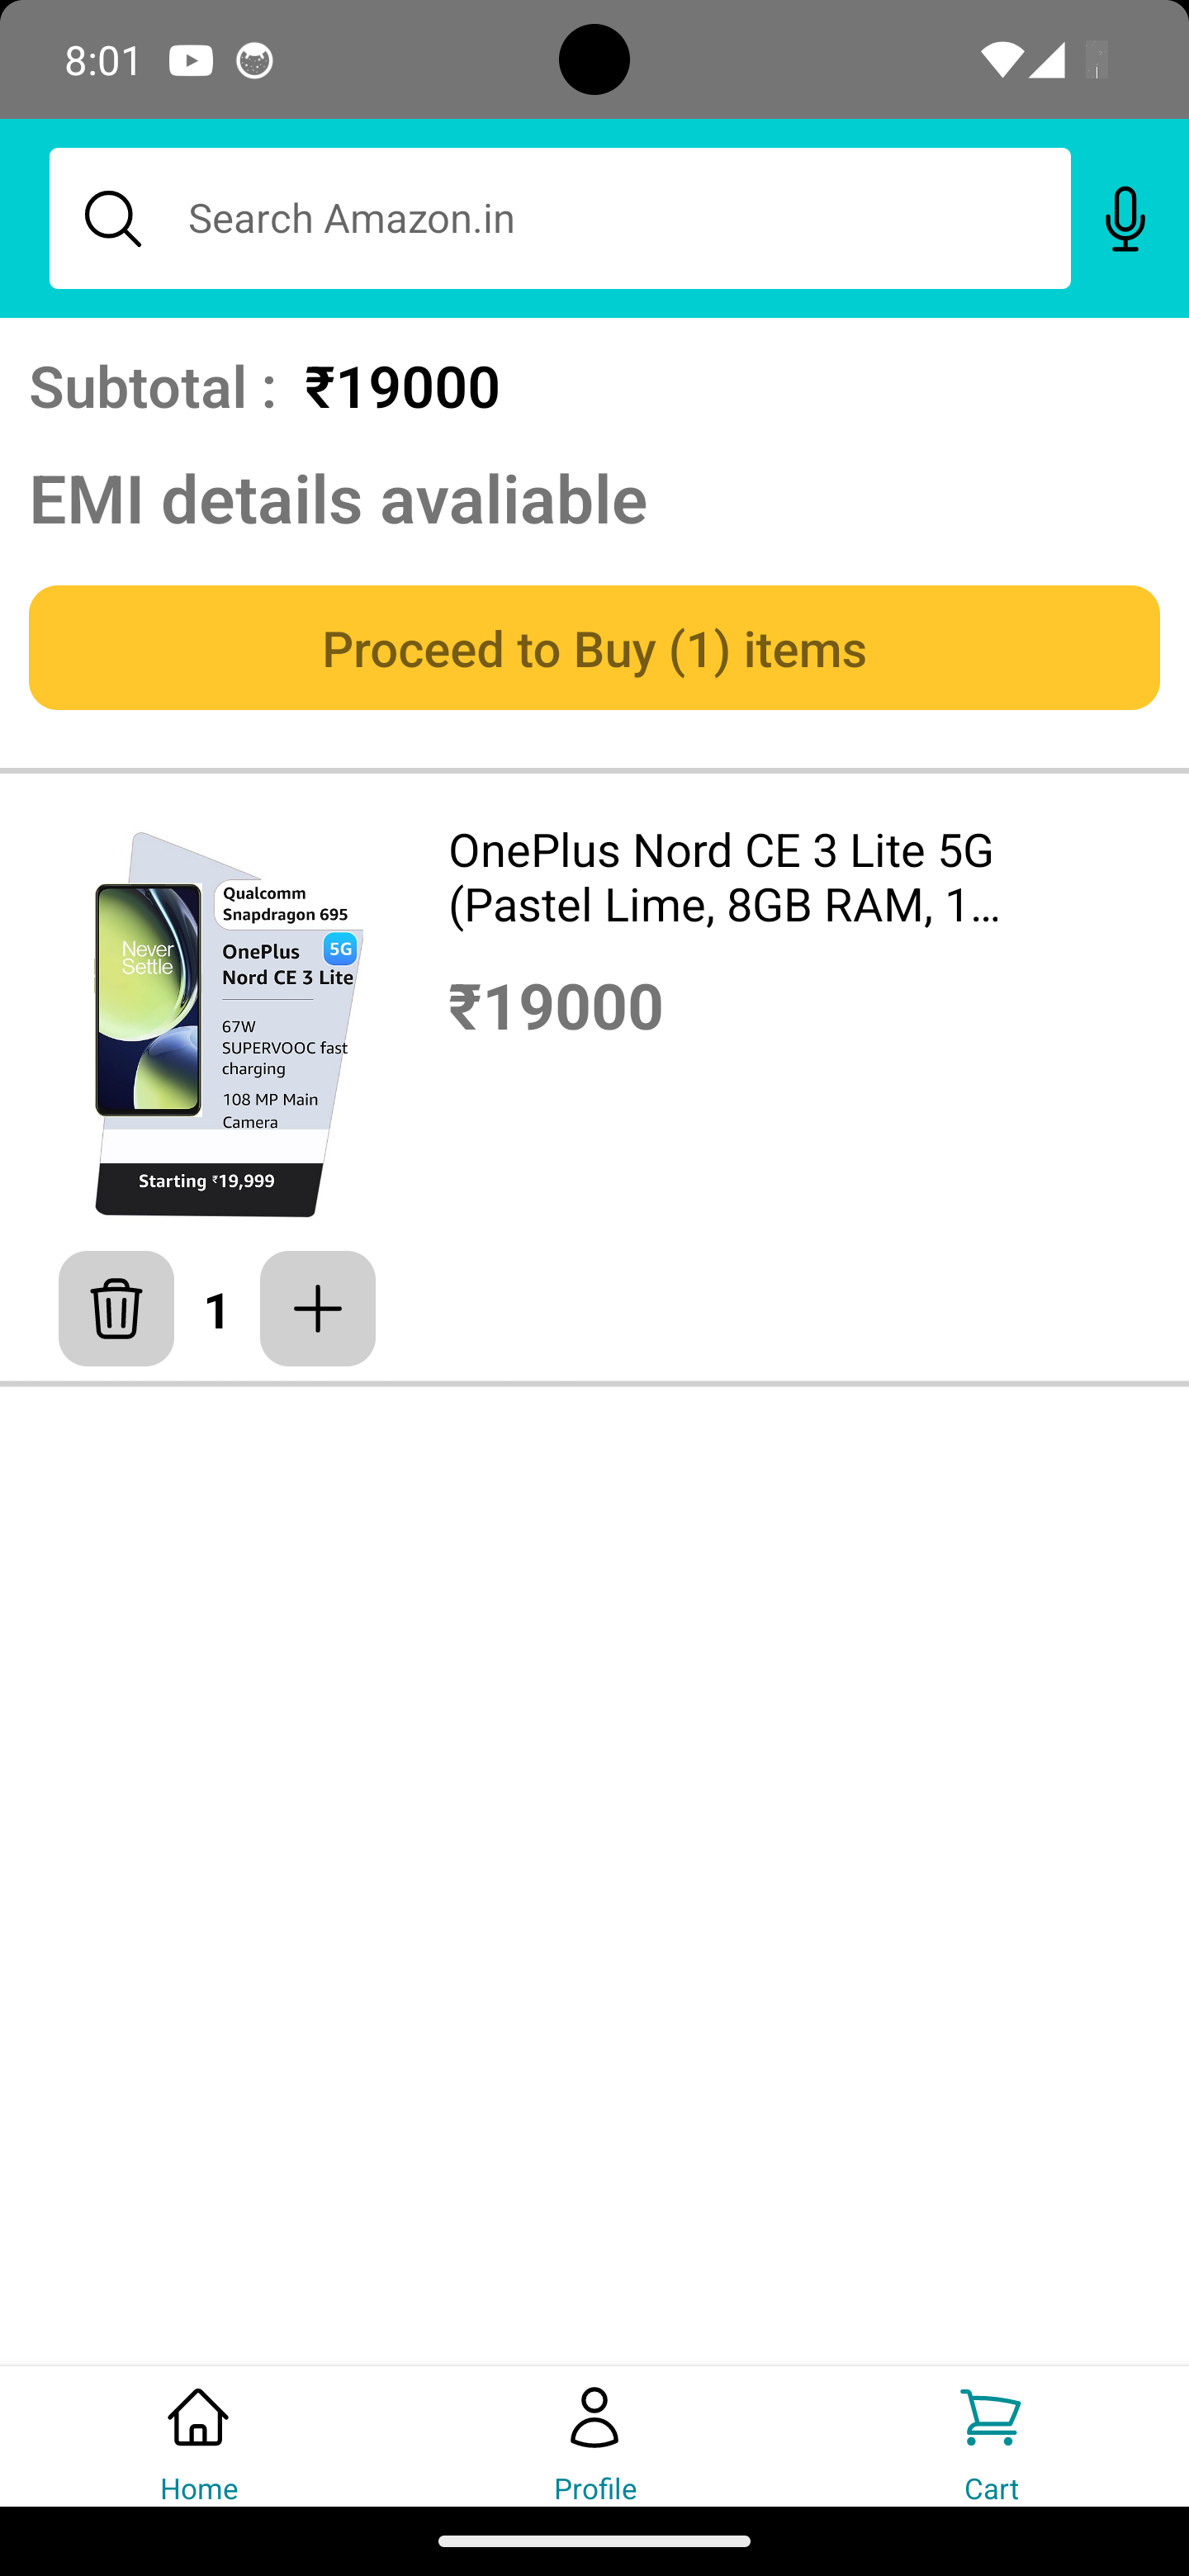 8:01
Search Amazon.in
Subtotal : ₹19000
EMI details avaliable
Proceed to Buy (1) items
OnePlus Nord CE 3 Lite 5G
(Pastel Lime, 8GB RAM, 1...
₹19000
Qualcomm
Snapdragon 695
OnePlus 5G
Nord CE 3 Lite
Never
Settle
67W
SUPERVOOC fast
charging
108 MP Main
Camera
Starting ₹19,999
1
Home
Profile
Cart